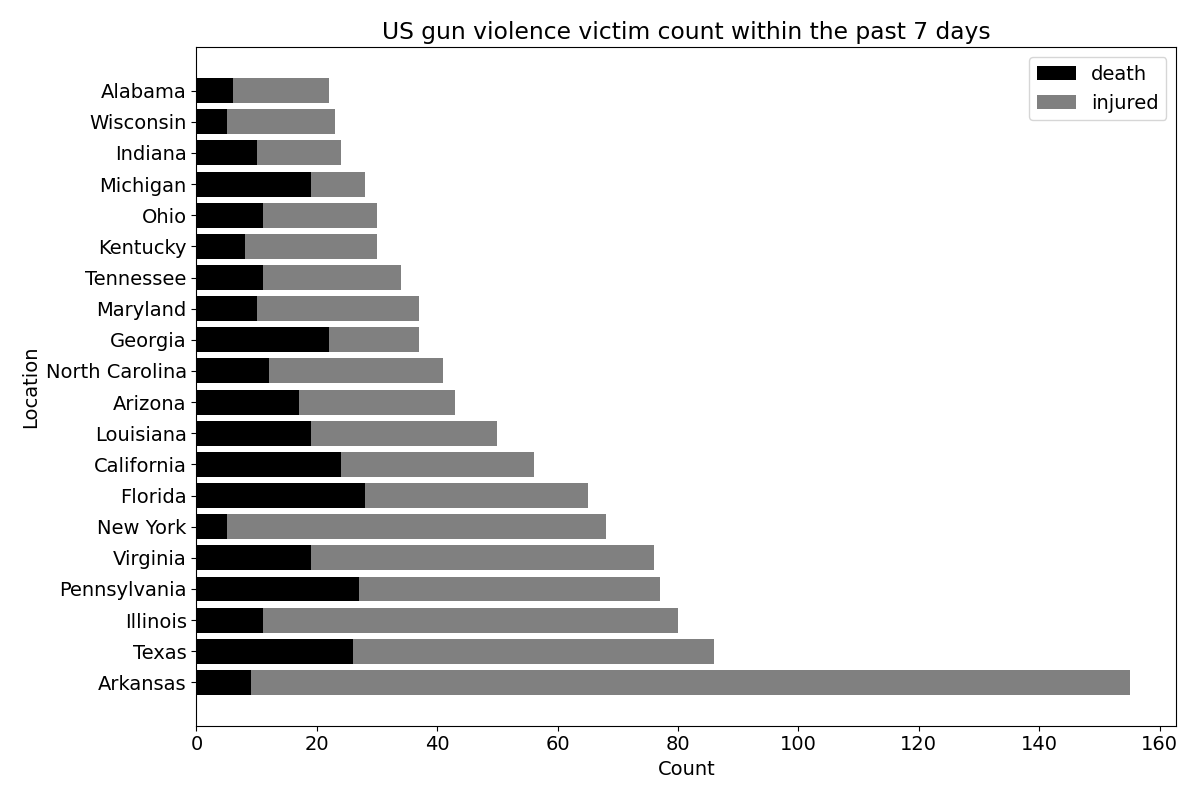 US gun violence victim count within the past 7 days
death
injured
Alabama
Wisconsin
Indiana
Michigan
Ohio
Kentucky
Tennessee
Maryland
Georgia
North Carolina
Arizona
Louisiana
California
Florida
New York
Virginia
Pennsylvania
Illinois
Texas
Arkansas
Location
0 20 40 60 80 100 120 140 160
Count